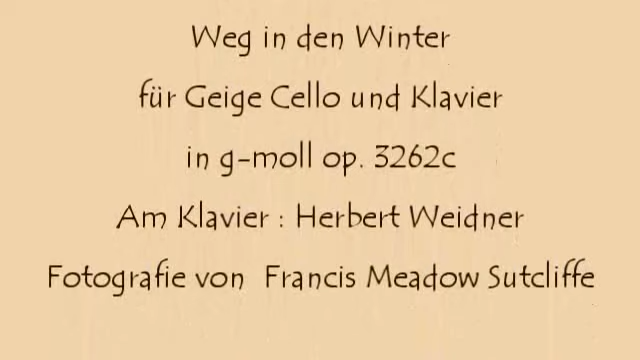 Weg in den Winter
für Geige Cello und Klavier
in g-moll op. 3262c
Am Klavier : Herbert Weidner
Fotografie von Francis Meadow Sutcliffe